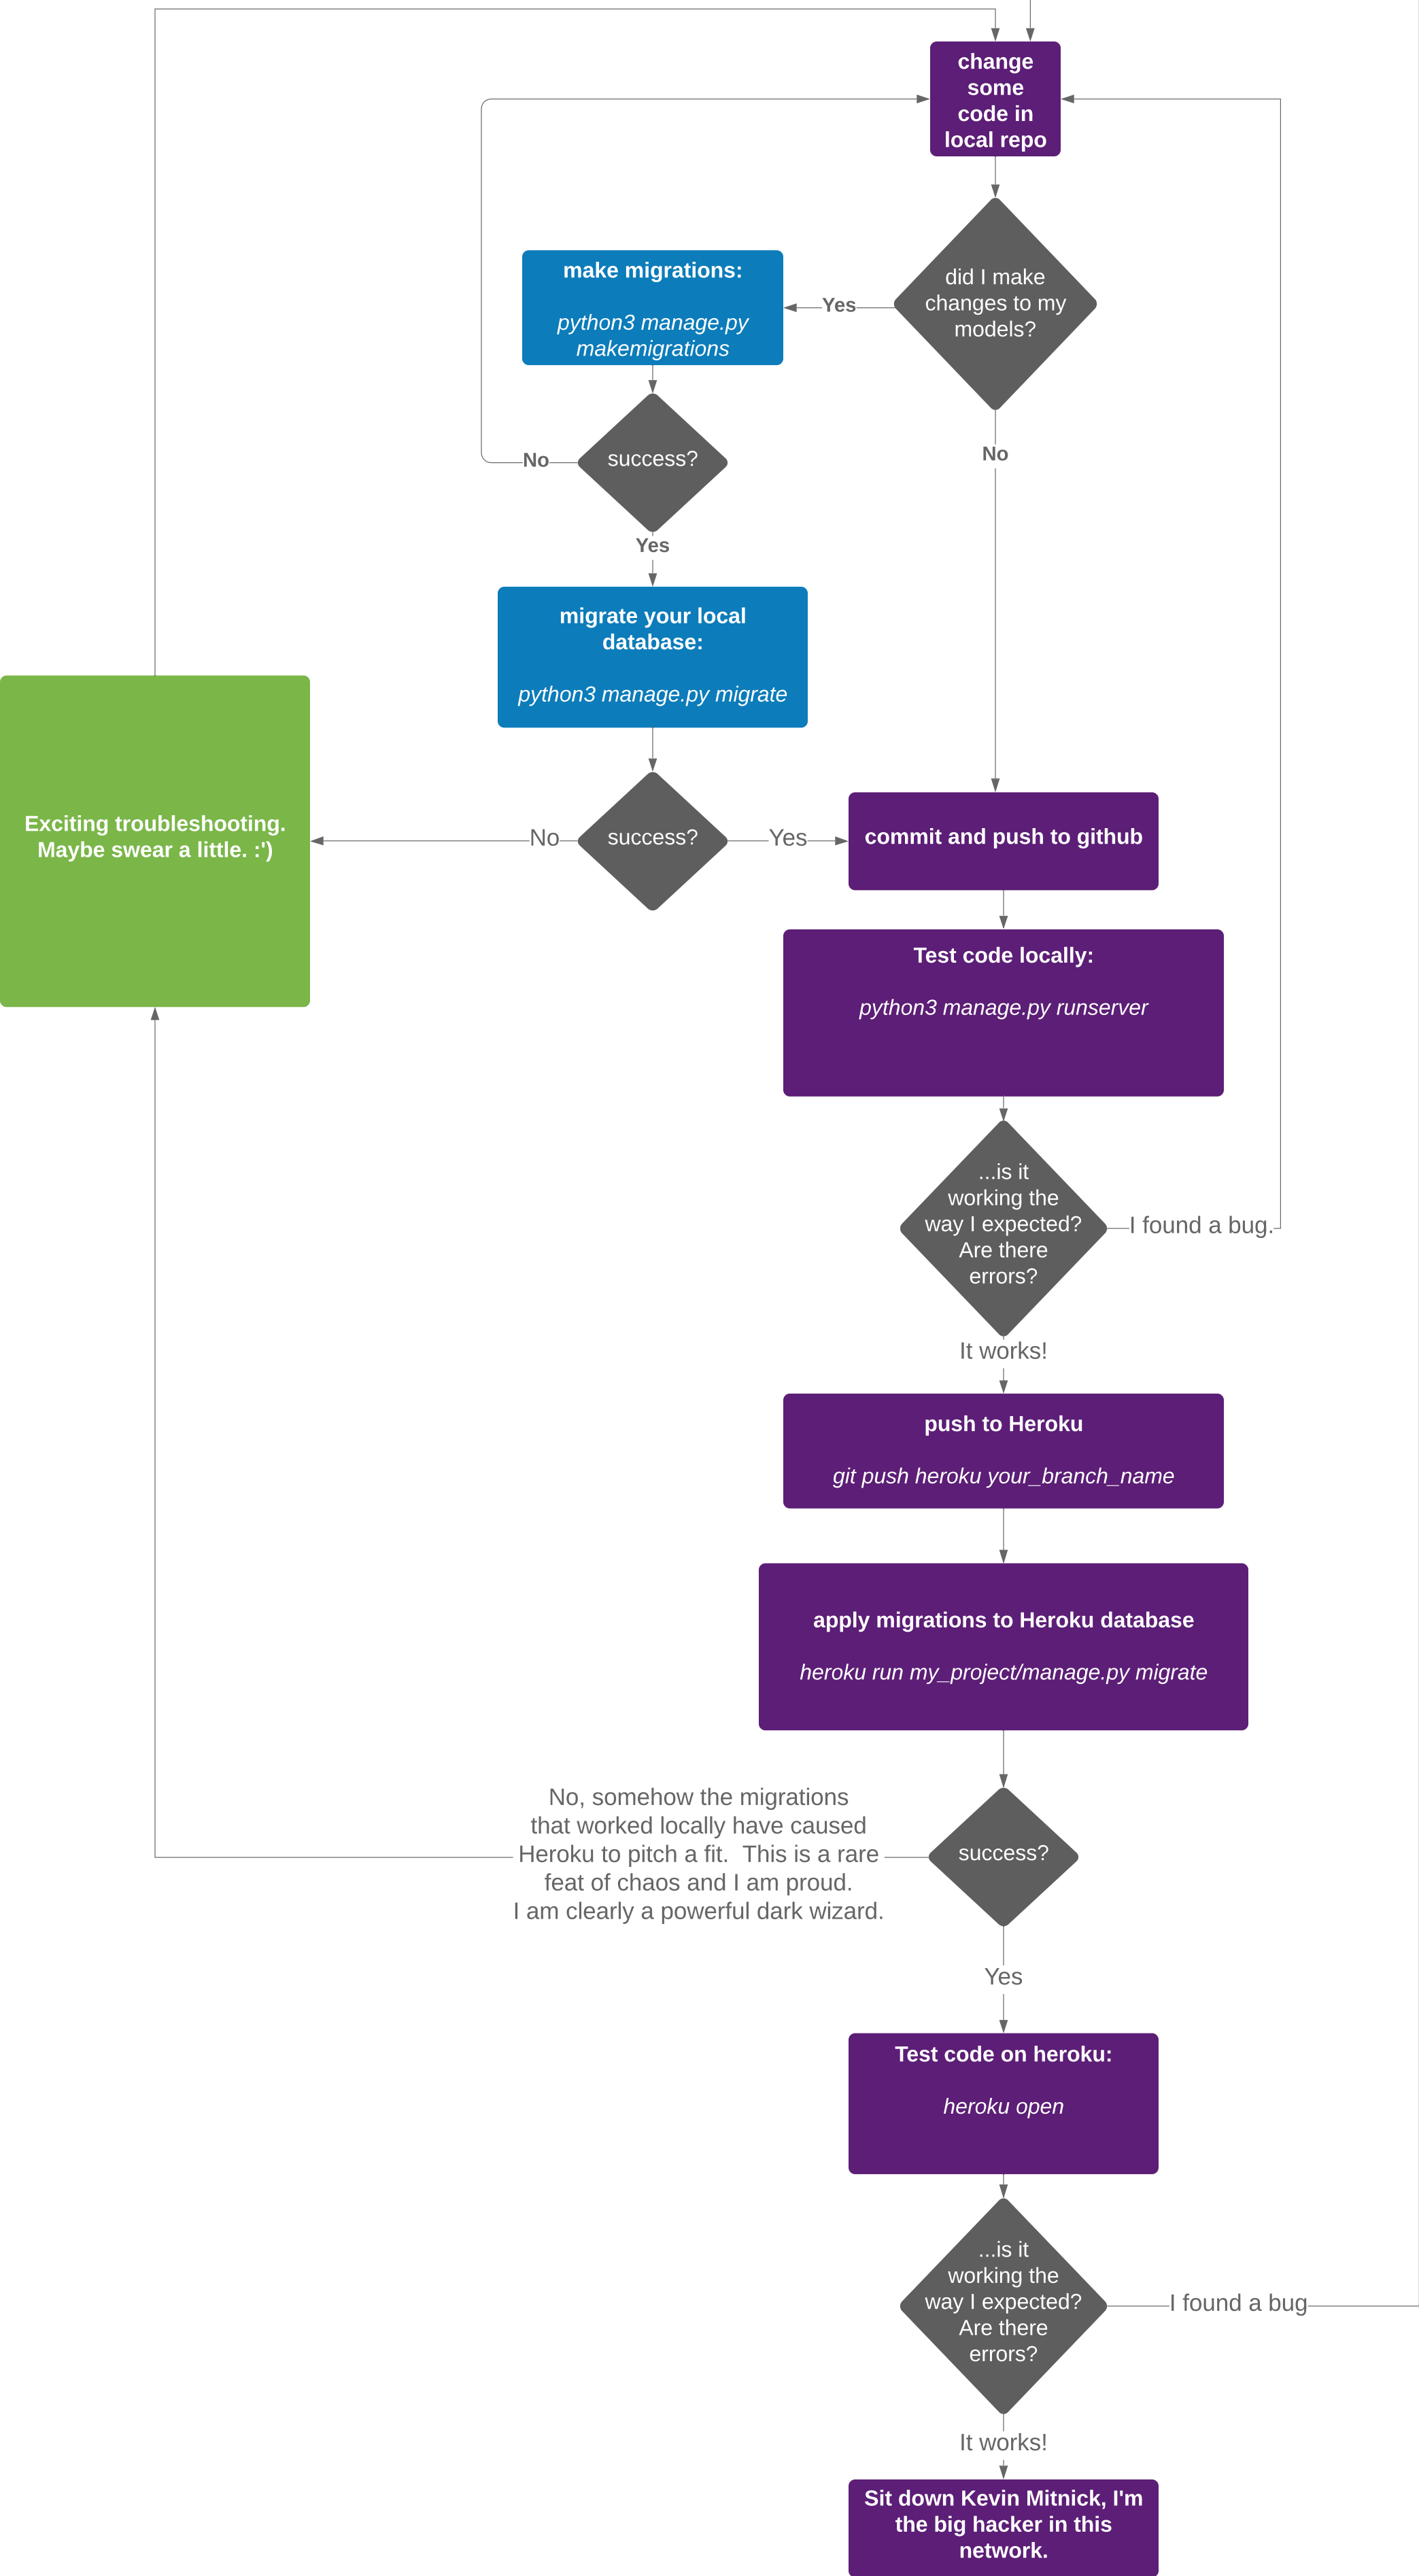 change
some
code in
local repo
did I make
changes to my
models?
Yes
make migrations:
python3 manage.py
makemigrations
success?
No
No
Yes
migrate your local
database:
python3 manage.py migrate
Exciting troubleshooting.
Maybe swear a little. :')
No
success?
Yes
commit and push to github
Test code locally:
python3 manage.py runserver
...is it
working the
way I expected?
Are there
errors?
I found a bug.
It works!
push to Heroku
git push heroku your_branch_name
apply migrations to Heroku database
heroku run my_project/manage.py migrate
No, somehow the migrations
that worked locally have caused
Heroku to pitch a fit.  This is a rare
feat of chaos and I am proud.
I am clearly a powerful dark wizard.
success?
Yes
Test code on heroku:
heroku open
...is it
working the
way I expected?
Are there
errors?
I found a bug
It works!
Sit down Kevin Mitnick, I'm
the big hacker in this
network.